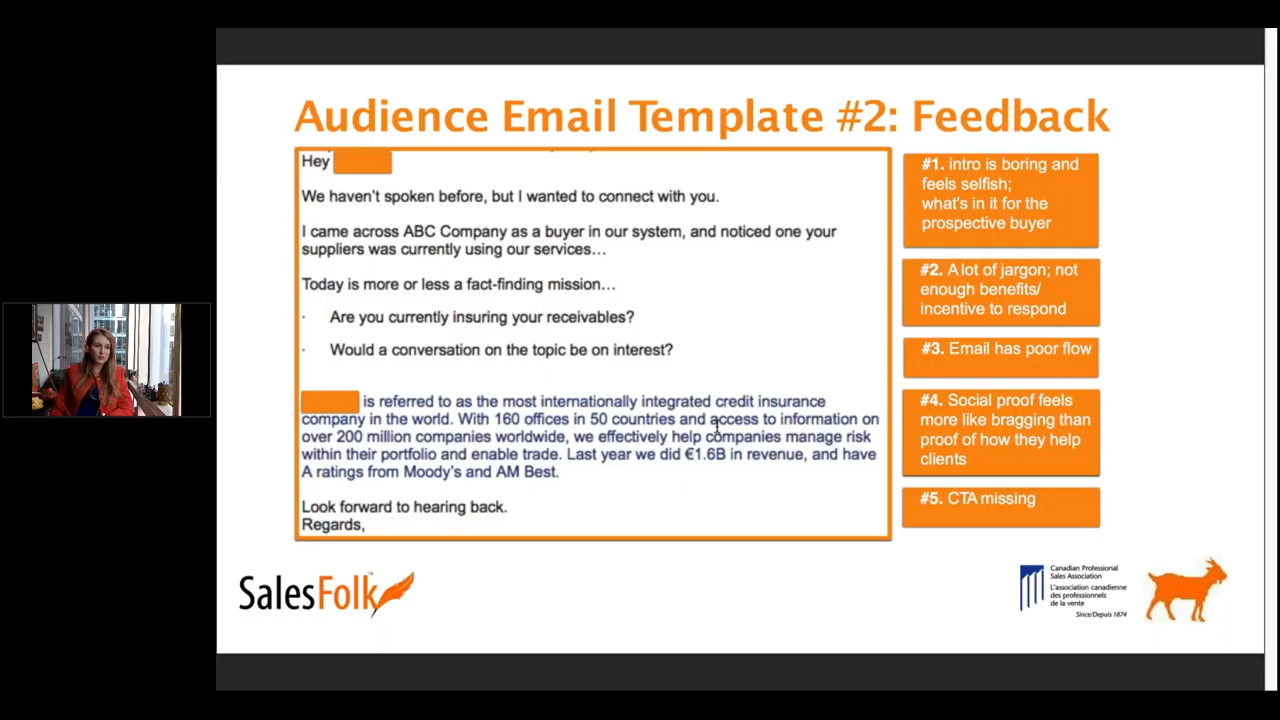 Audience Email Template #2: Feedback
Hey
We haven't spoken before, but I wanted to connect with you.
I came across ABC Company as a buyer in our system, and noticed one your
suppliers was currently using our services…
Today is more or less a fact-finding mission…
· Are you currently insuring your receivables?
· Would a conversation on the topic be on interest?
is referred to as the most internationally integrated credit insurance
company in the world. With 160 offices in 50 countries and access to information on
over 200 million companies worldwide, we effectively help companies manage risk
within their portfolio and enable trade. Last year we did €1.6B in revenue, and have
A ratings from Moody's and AM Best.
Look forward to hearing back.
Regards,
#1. intro is boring and
feels selfish;
what's in it for the
prospective buyer
#2. A lot of jargon; not
enough benefits/
incentive to respond
#3. Email has poor flow
#4. Social proof feels
more like bragging than
proof of how they help
clients
#5. CTA missing
SalesFolk™
Canadian Professional
Sales Association
L'association canadienne
des professionnels
de la vente
Since/Depuis 1874